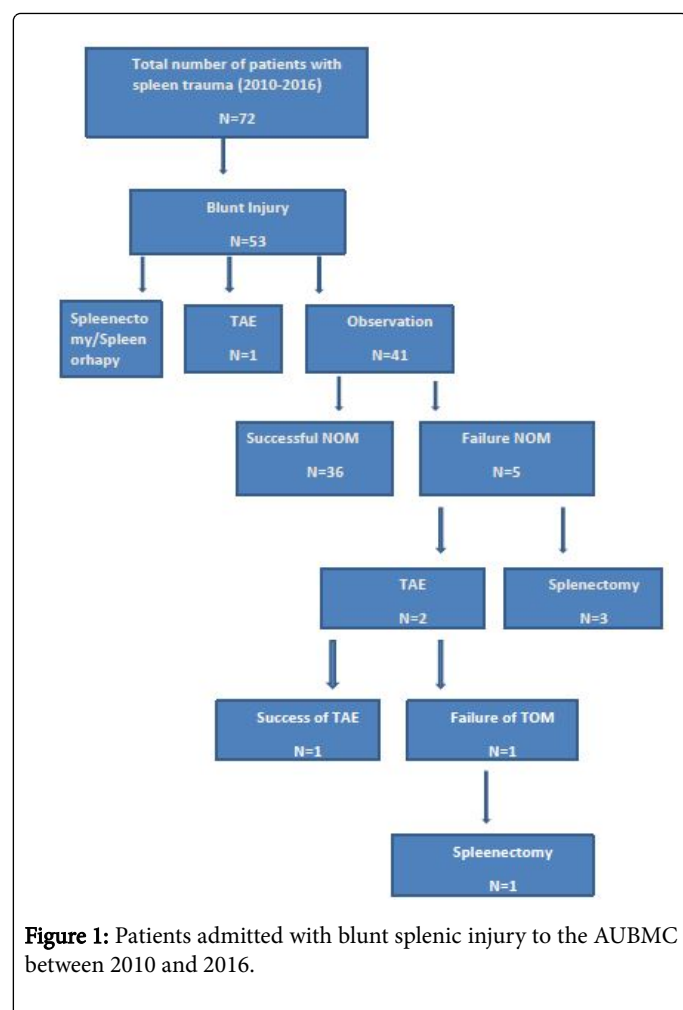 Total number of patients with
spleen trauma (2010-2016)
N=72
Blunt Injury
N=53
Spleenecto
my/Spleen
orhapy
TAE
N=1
Observation
N=41
Successful NOM
N=36
Failure NOM
N=5
TAE
N=2
Splenectomy
N=3
Success of TAE
N=1
Failure of TOM
N=1
Spleenectomy
N=1
Figure 1: Patients admitted with blunt splenic injury to the AUBMC
between 2010 and 2016.